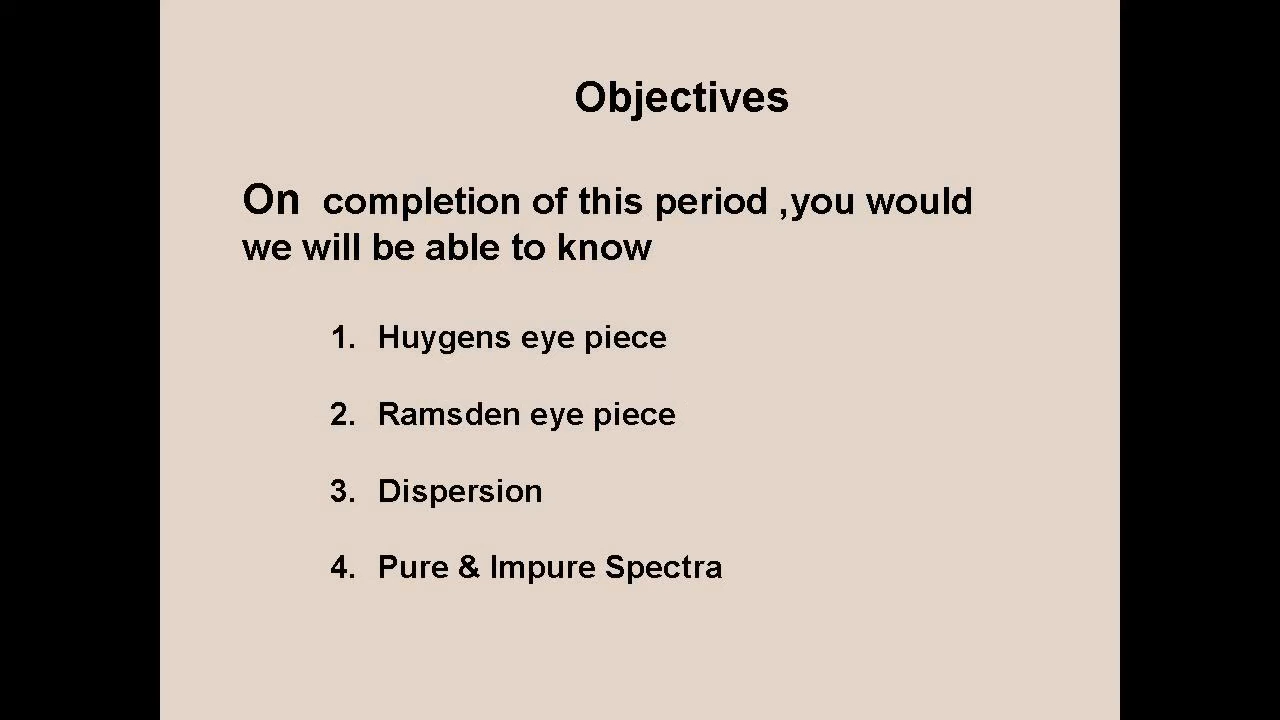 Objectives
On completion of this period ,you would
we will be able to know
1. Huygens eye piece
2. Ramsden eye piece
3. Dispersion
4. Pure & Impure Spectra